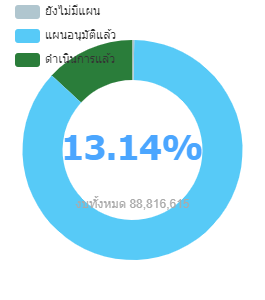 ยังไม่มีแผน
แผนอนุมัติแล้ว
ดำเนินการแล้ว
13.14%
ทั้งหมด 88,816,6